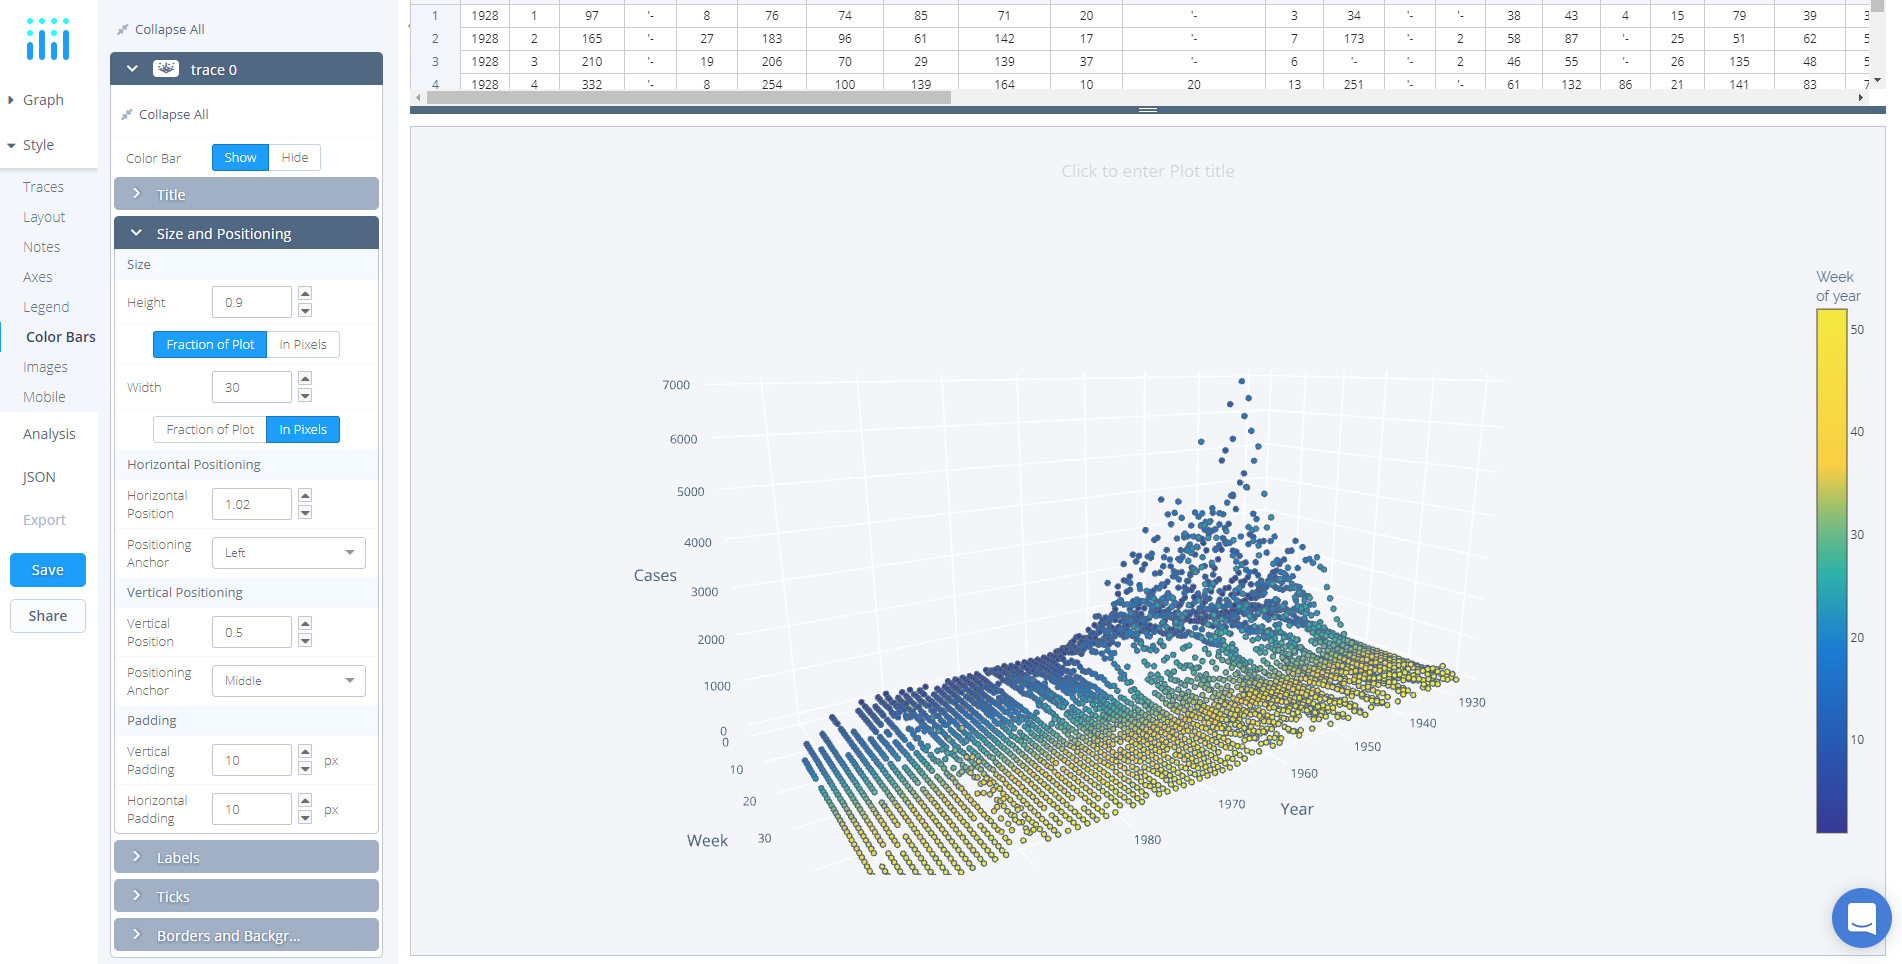 Collapse All
trace 0
Graph
Collapse All
Style
Color Bar Show Hide
Traces
Title
Layout
Size and Positioning
Notes
Size
Axes
Height 0.9
Legend
Color Bars
Fraction of Plot In Pixels
Images
Width 30
Mobile
Analysis
Fraction of Plot In Pixels
Horizontal Positioning
JSON
Horizontal
Position
1.02
Export
Positioning
Anchor
Left
Save
Vertical Positioning
Share
Vertical
Position
0.5
Positioning
Anchor
Middle
Padding
Vertical
Padding
10 px
Horizontal
Padding
10 px
Labels
Ticks
Borders and Backgr...
1 1928 1 97 '- 8 76 74 85 71 20 '- 3 34 '- '- 38 43 4 15 79 39
2 1928 2 165 '- 27 183 96 61 142 17 '- 7 173 '- 2 58 87 '- 25 51 62
3 1928 3 210 '- 19 206 70 29 139 37 '- 6 '- '- 2 46 55 '- 26 135 48
4 1928 4 332 '- 8 254 100 139 164 10 20 13 251 '- '- 61 132 86 21 141 83
Click to enter Plot title
Week
of year
50
40
30
20
10
7000
6000
5000
4000
Cases
3000
2000
1000
0
0
10
20
30
Week
1930
1940
1950
1960
1970
Year
1980